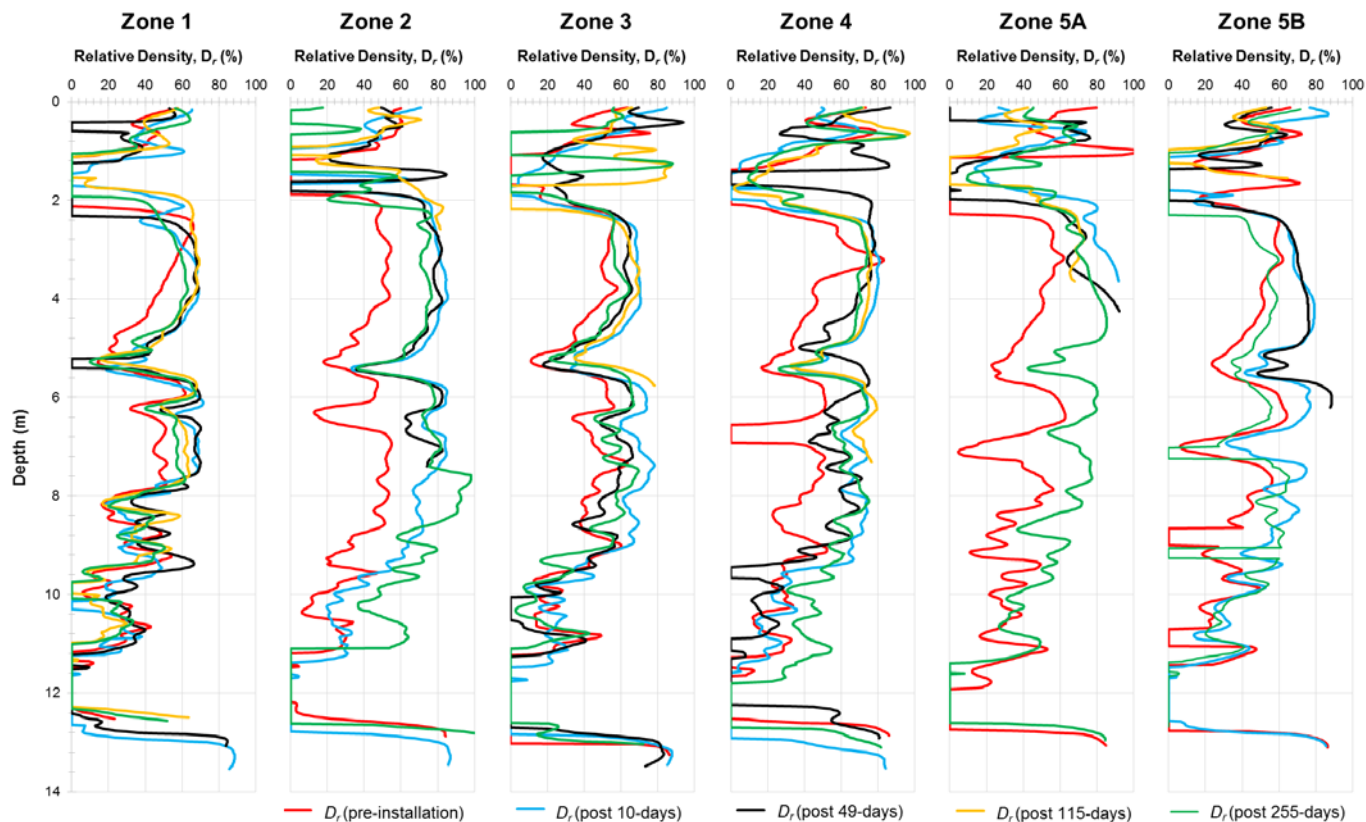 Zone 1 Zone 2 Zone 3 Zone 4 Zone 5A Zone 5B
Relative Density, Dr (%) Relative Density, Dr (%) Relative Density, Dr (%) Relative Density, Dr (%) Relative Density, Dr (%) Relative Density, Dr (%)
0 20 40 60 80 100 0 20 40 60 80 100 0 20 40 60 80 100 0 20 40 60 80 100 0 20 40 60 80 100 0 20 40 60 80 100
0
2
4
6
8
10
12
14
Depth (m)
Dr (pre-installation) Dr (post 10-days) Dr (post 49-days) Dr (post 115-days) Dr (post 255-days)